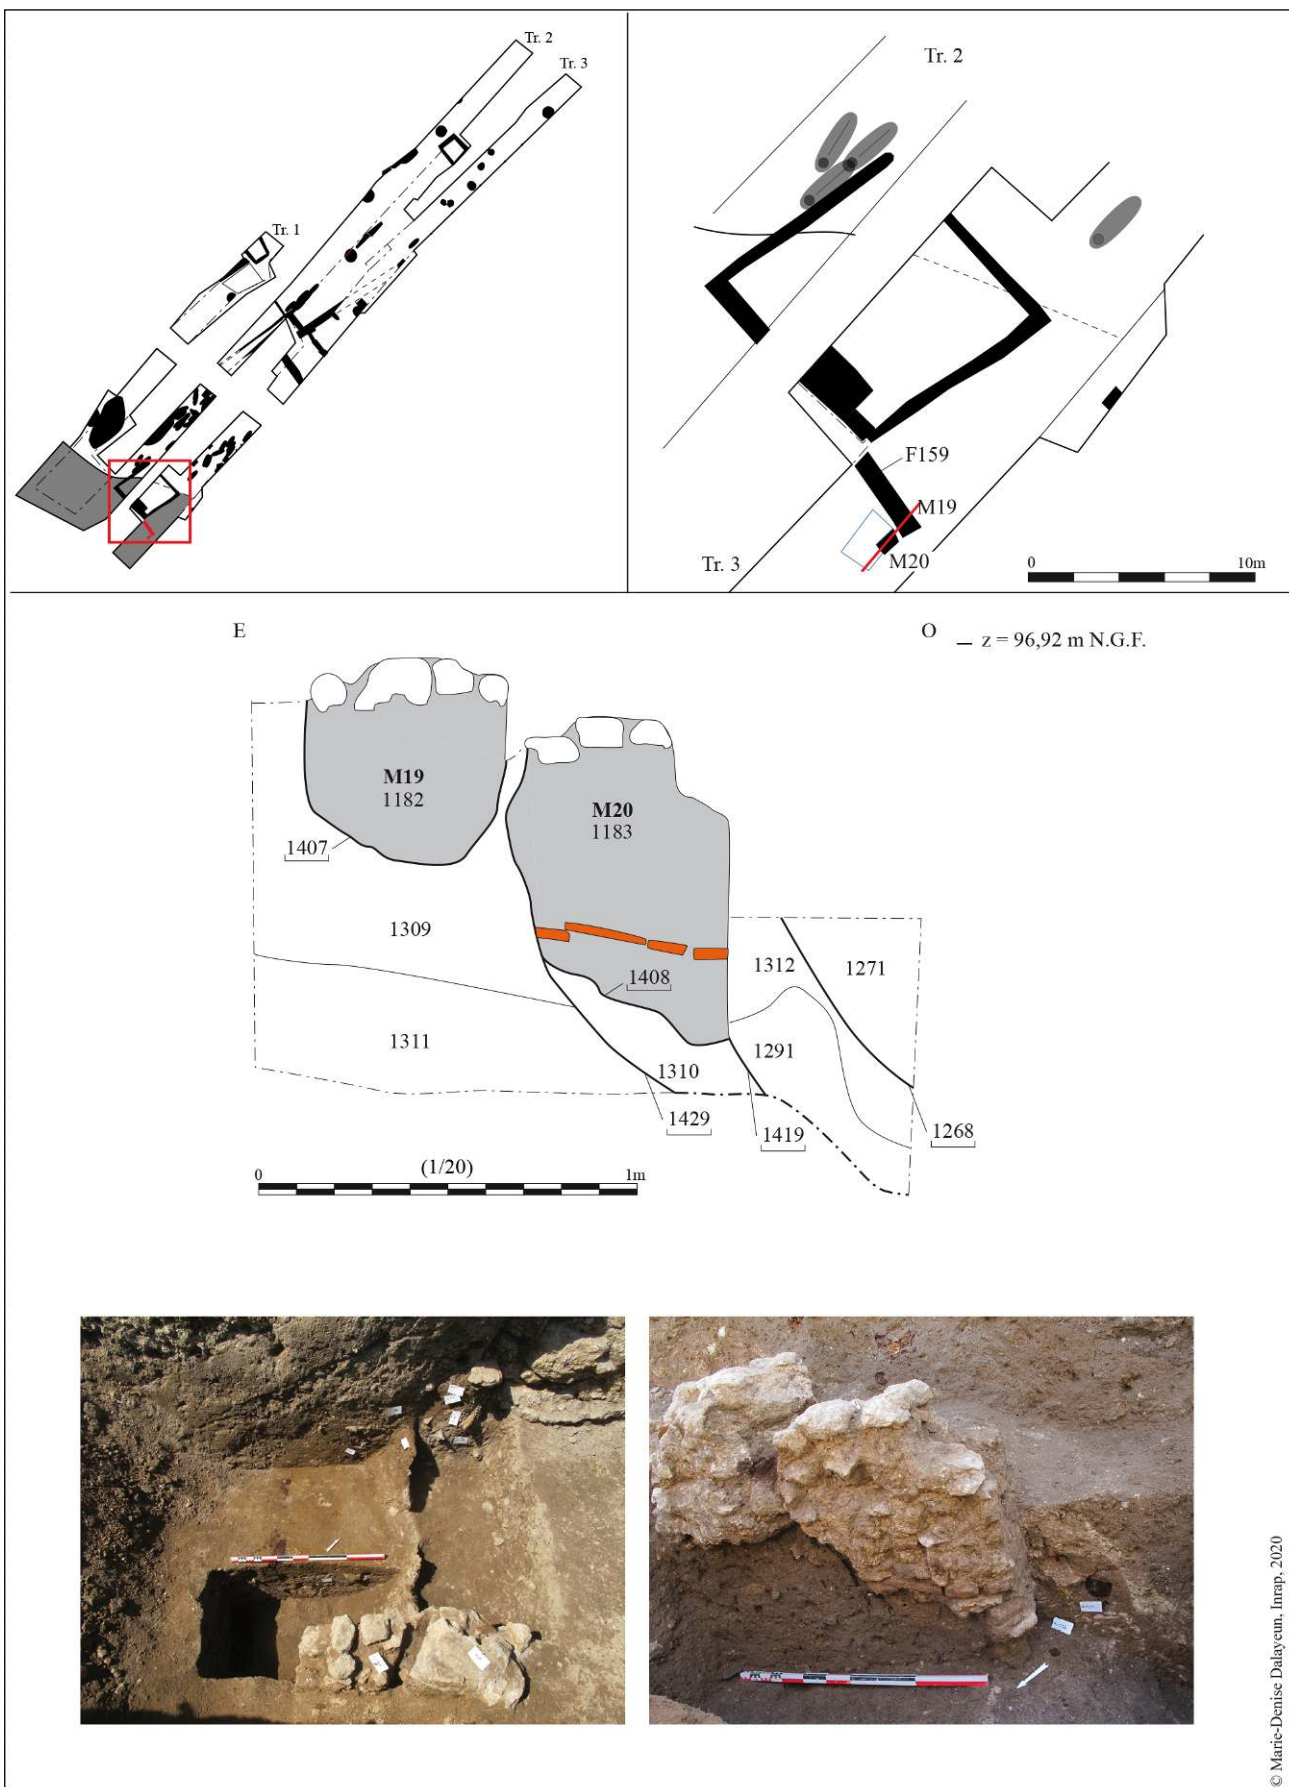 Tr. 2
Tr. 3
Tr. 1
Tr. 2
F159
M19
M20
Tr. 3
0 10m
E
O
z = 96,92 m N.G.F.
M19
1182
M20
1183
1407
1309
1408
1312
1271
1311
1291
1310
1429
1419
1268
(1/20)
0 1m
© Marie-Denise Dalayeun, Inrap, 2020